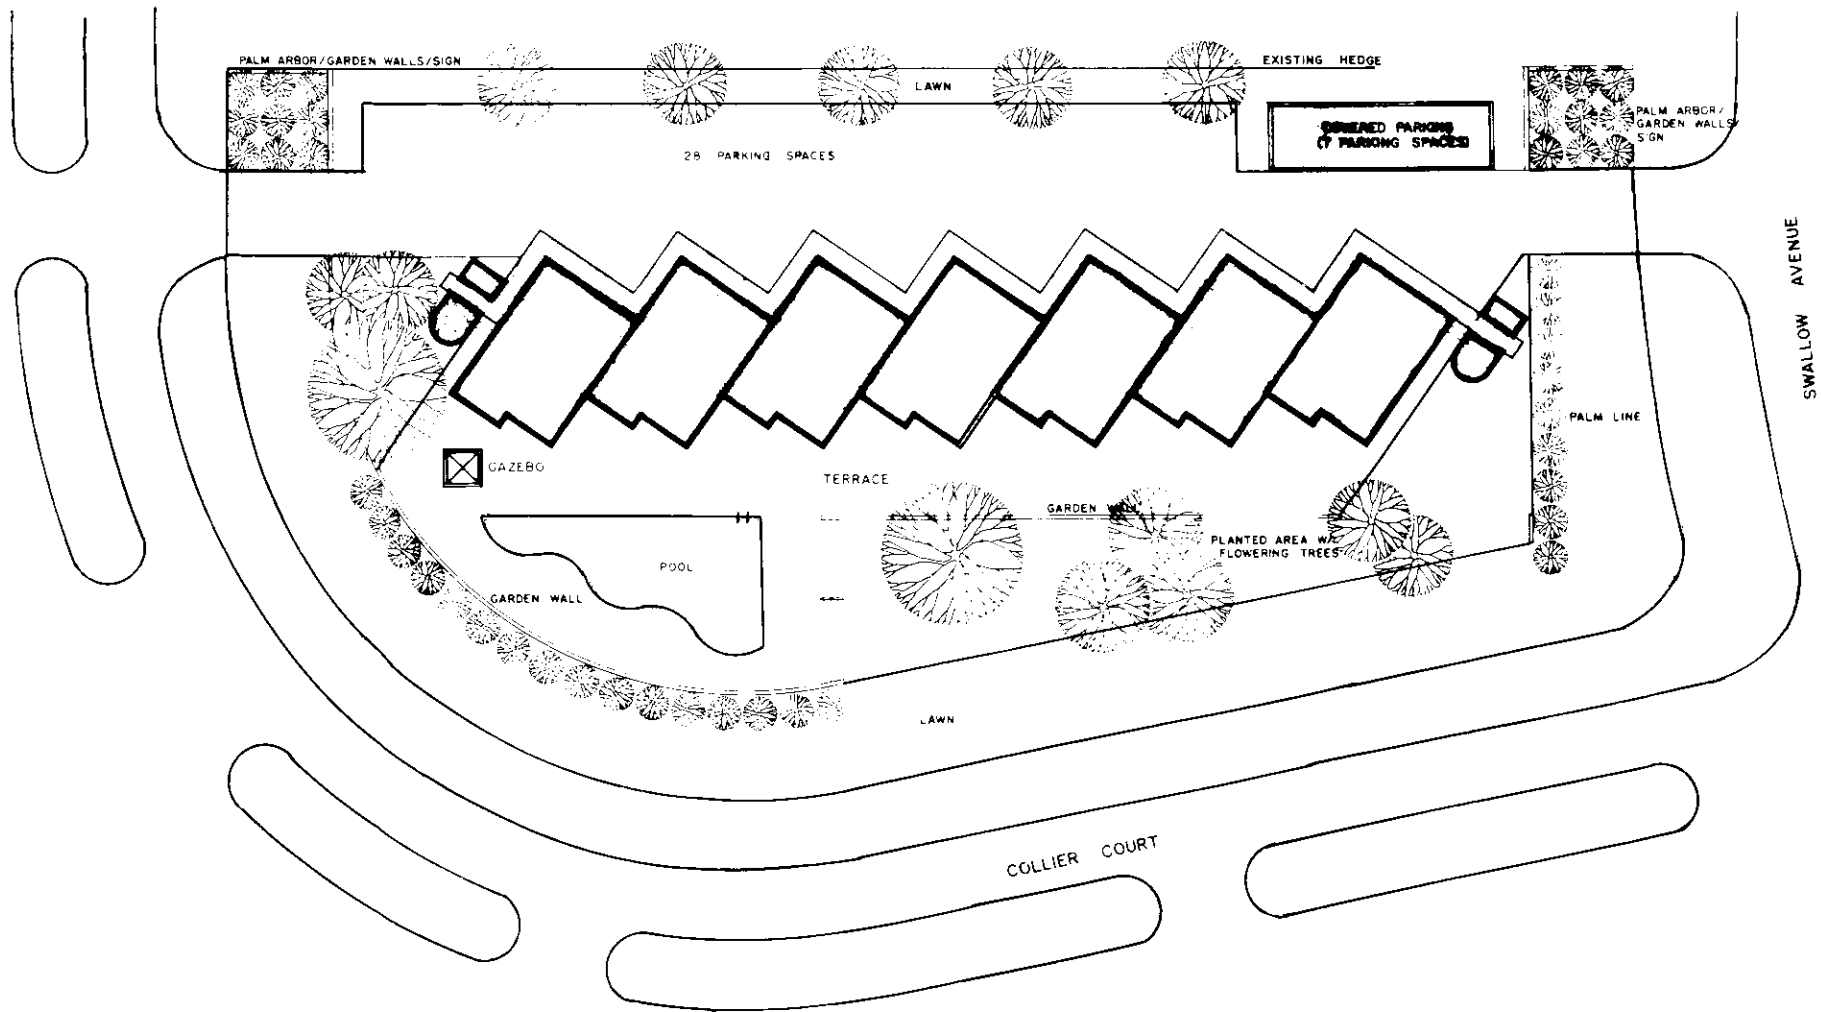 PALM ARBOR/GARDEN WALLS/SIGN
EXISTING HEDGE
LAWN
COVERED PARKING
(7 PARKING SPACES)
PALM ARBOR/
GARDEN WALLS/
SIGN
28 PARKING SPACES
SWALLOW AVENUE
PALM LINE
GAZEBO
TERRACE
GARDEN WALL
PLANTED AREA W/
FLOWERING TREES
POOL
GARDEN WALL
LAWN
COLLIER COURT